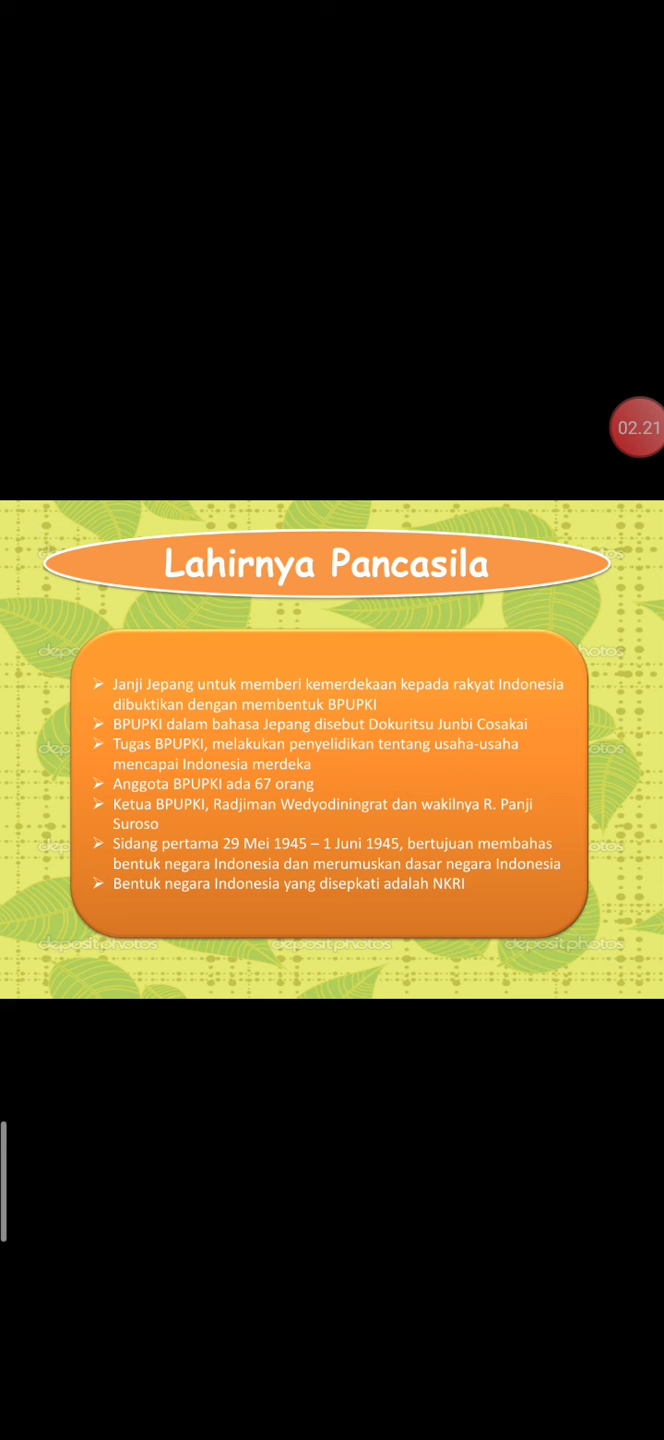 02.21
Lahirnya Pancasila
➢ Janji Jepang untuk memberi kemerdekaan kepada rakyat Indonesia
dibuktikan dengan membentuk BPUPKI
➢ BPUPKI dalam bahasa Jepang disebut Dokuritsu Junbi Cosakai
➢ Tugas BPUPKI, melakukan penyelidikan tentang usaha-usaha
mencapai Indonesia merdeka
➢ Anggota BPUPKI ada 67 orang
➢ Ketua BPUPKI, Radjiman Wedyodiningrat dan wakilnya R. Panji
Suroso
➢ Sidang pertama 29 Mei 1945 – 1 Juni 1945, bertujuan membahas
bentuk negara Indonesia dan merumuskan dasar negara Indonesia
➢ Bentuk negara Indonesia yang disepkati adalah NKRI
depositphotos depositphotos depositphotos